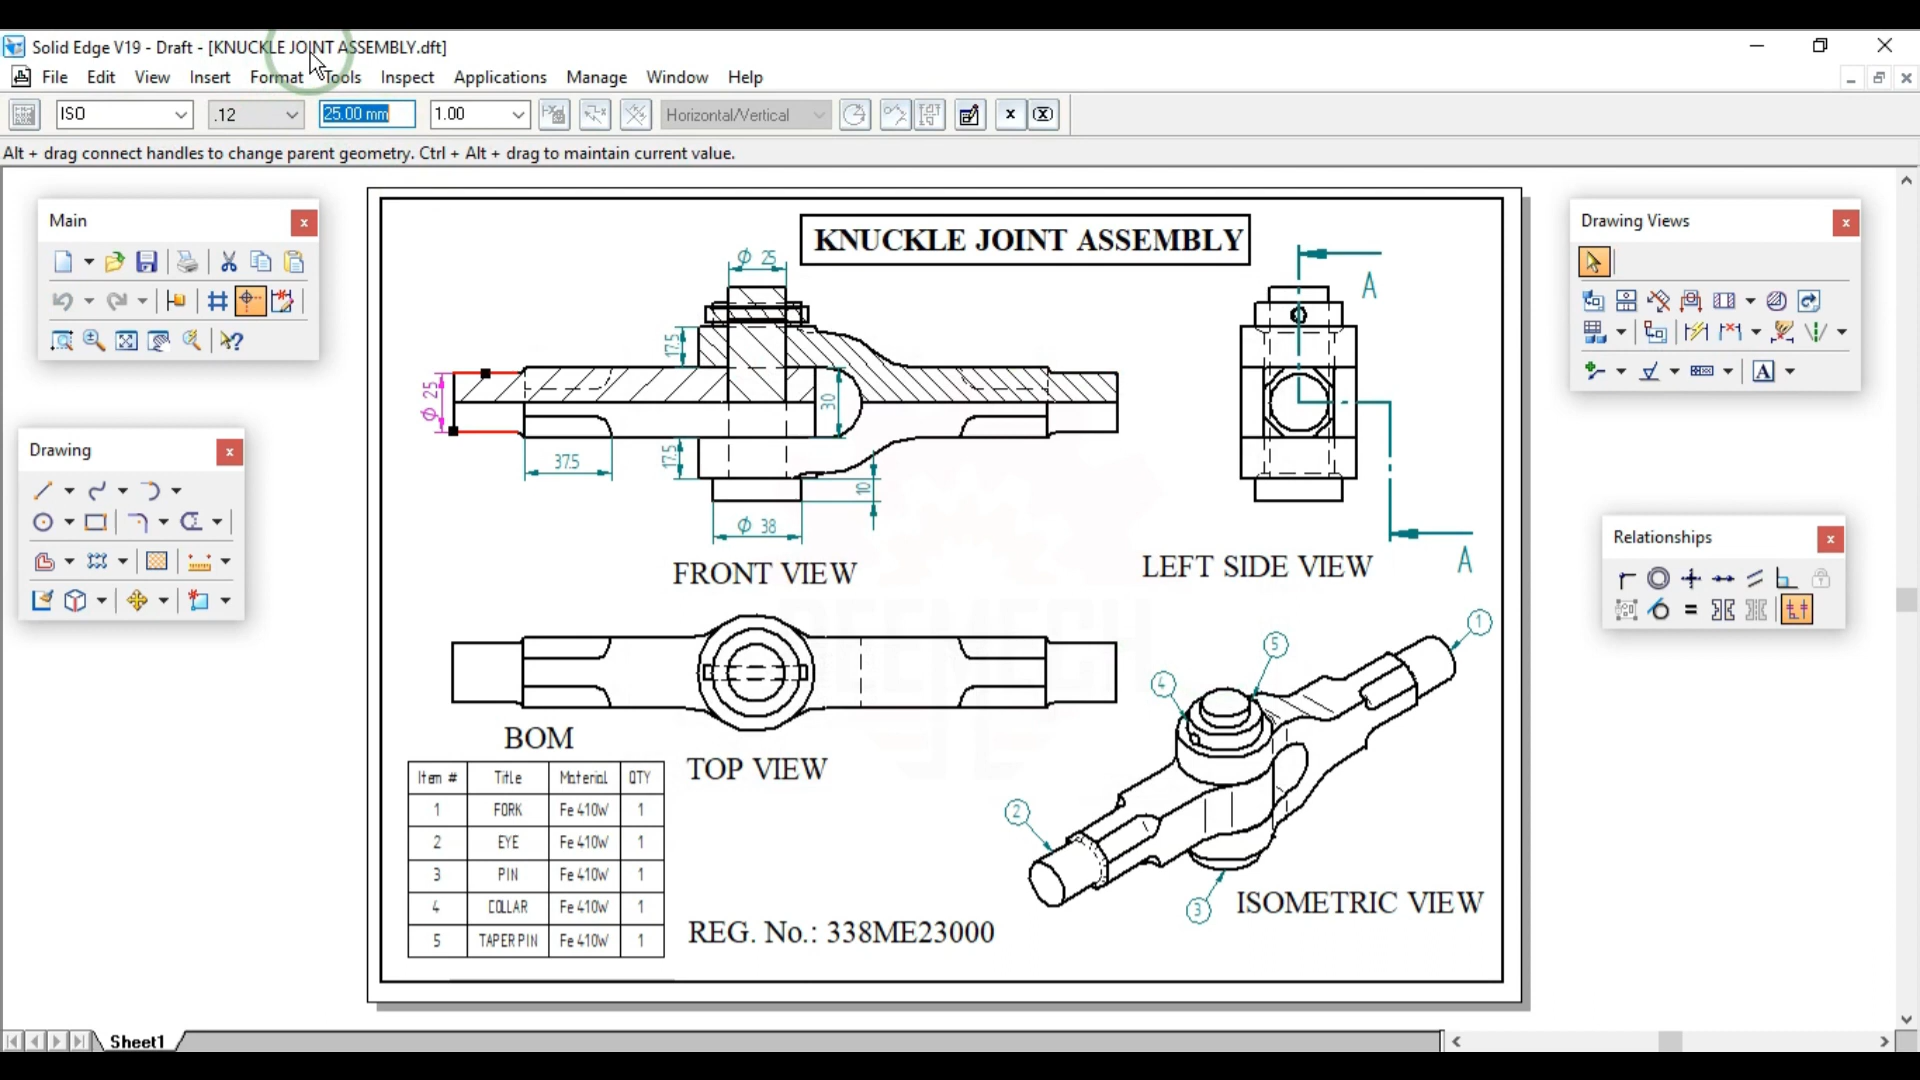 Solid Edge V19 - Draft - [KNUCKLE JOINT ASSEMBLY.dft]
File Edit View Insert Format Tools Inspect Applications Manage Window Help
ISO .12 25.00 mm 1.00 Horizontal/Vertical
Alt + drag connect handles to change parent geometry. Ctrl + Alt + drag to maintain current value.
Main
Drawing Views
Drawing
Relationships
KNUCKLE JOINT ASSEMBLY
ϕ 25
A
17.5
ϕ 25
30
37.5
17.5
10
ϕ 38
A
FRONT VIEW
LEFT SIDE VIEW
1
5
4
2
3
BOM
TOP VIEW
Item # Title Material QTY
1 FORK Fe 410W 1
2 EYE Fe 410W 1
3 PIN Fe 410W 1
4 COLLAR Fe 410W 1
5 TAPER PIN Fe 410W 1
REG. No.: 338ME23000
ISOMETRIC VIEW
Sheet1